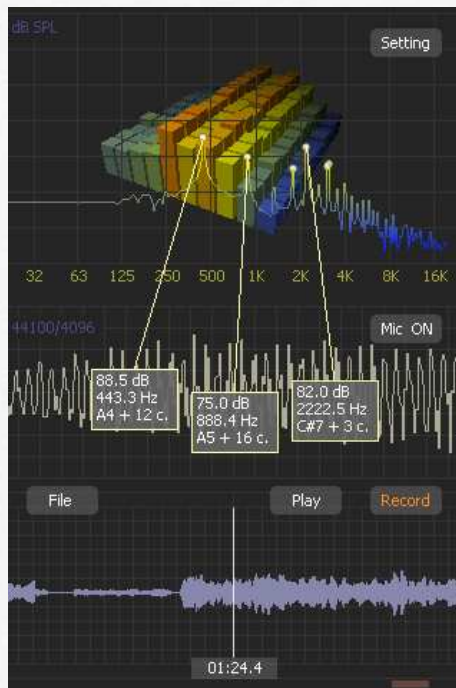 dB SPL
Setting
32 63 125 250 500 1K 2K 4K 8K 16K
44100/4096
Mic ON
88.5 dB
443.3 Hz
A4 + 12 c.
75.0 dB
888.4 Hz
A5 + 16 c.
82.0 dB
2222.5 Hz
C#7 + 3 c.
File
Play
Record
01:24.4